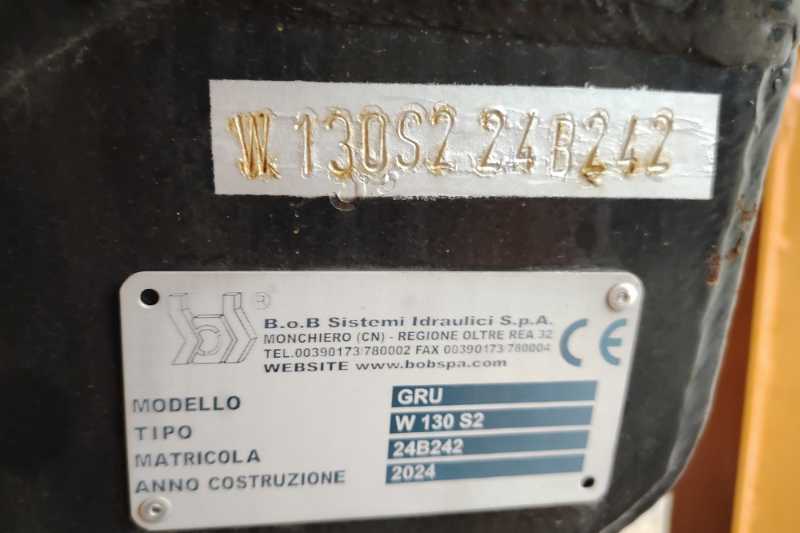 W 130S2 24B242
®
B.o.B Sistemi Idraulici S.p.A.
MONCHIERO (CN) - REGIONE OLTRE REA 32
TEL.00390173/780002 FAX 00390173/780004
WEBSITE www.bobspa.com
CE
MODELLO GRU
TIPO W 130 S2
MATRICOLA 24B242
ANNO COSTRUZIONE 2024